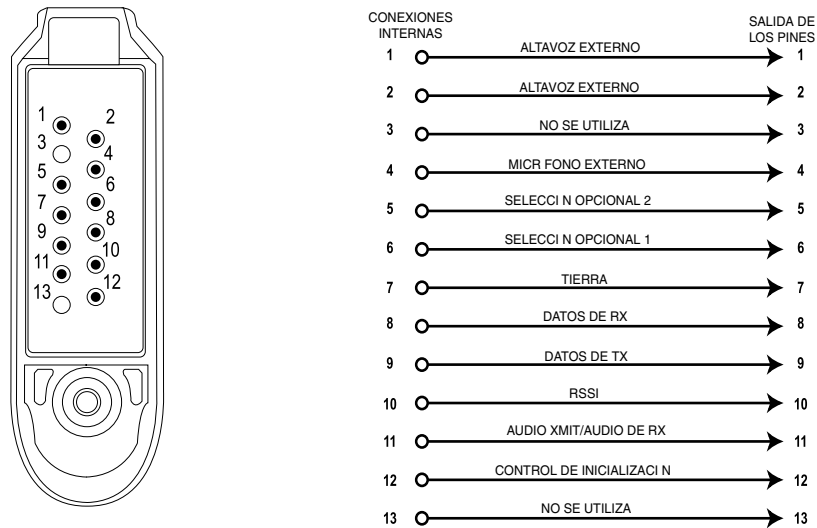 CONEXIONES
INTERNAS
SALIDA DE
LOS PINES
1 ALTAVOZ EXTERNO 1
2 ALTAVOZ EXTERNO 2
3 NO SE UTILIZA 3
4 MICR FONO EXTERNO 4
5 SELECCI N OPCIONAL 2 5
6 SELECCI N OPCIONAL 1 6
7 TIERRA 7
8 DATOS DE RX 8
9 DATOS DE TX 9
10 RSSI 10
11 AUDIO XMIT/AUDIO DE RX 11
12 CONTROL DE INICIALIZACI N 12
13 NO SE UTILIZA 13
1
2
3
4
5
6
7
8
9
10
11
12
13